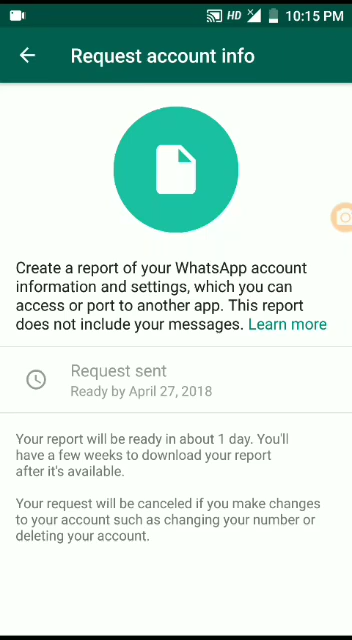 HD 10:15 PM
Request account info
Create a report of your WhatsApp account
information and settings, which you can
access or port to another app. This report
does not include your messages. Learn more
Request sent
Ready by April 27, 2018
Your report will be ready in about 1 day. You'll
have a few weeks to download your report
after it's available.
Your request will be canceled if you make changes
to your account such as changing your number or
deleting your account.